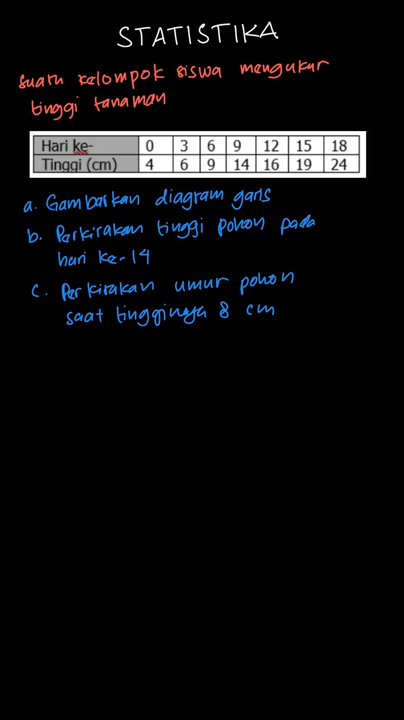 STATISTIKA
Suatu kelompok siswa mengukur
tinggi tanaman
Hari ke- 0 3 6 9 12 15 18
Tinggi (cm) 4 6 9 14 16 19 24
a. Gambarkan diagram garis
b. Perkirakan tinggi pohon pada
hari ke-14
c. Perkirakan umur pohon
saat tingginya 8 cm